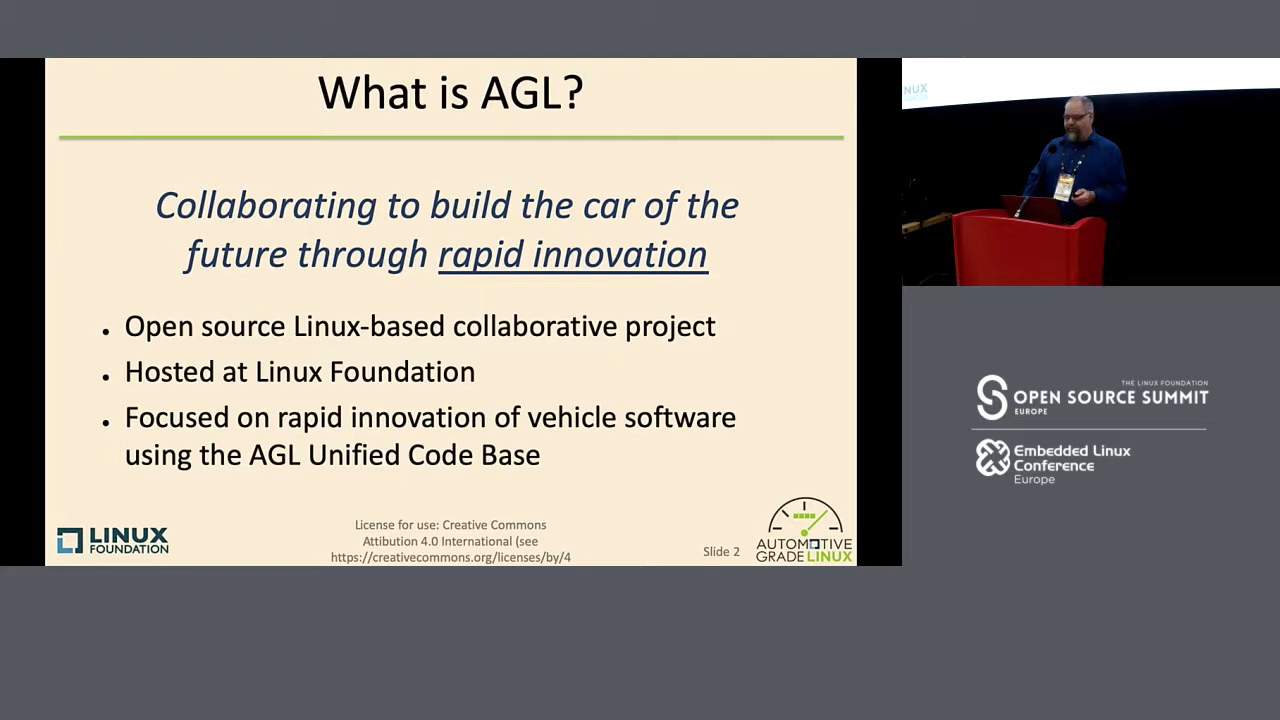 What is AGL?
Collaborating to build the car of the
future through rapid innovation
• Open source Linux-based collaborative project
• Hosted at Linux Foundation
• Focused on rapid innovation of vehicle software
using the AGL Unified Code Base
LINUX
FOUNDATION
License for use: Creative Commons
Attibution 4.0 International (see
https://creativecommons.org/licenses/by/4
Slide 2
AUTOMOTIVE
GRADE LINUX
THE LINUX FOUNDATION
OPEN SOURCE SUMMIT
EUROPE
Embedded Linux
Conference
Europe